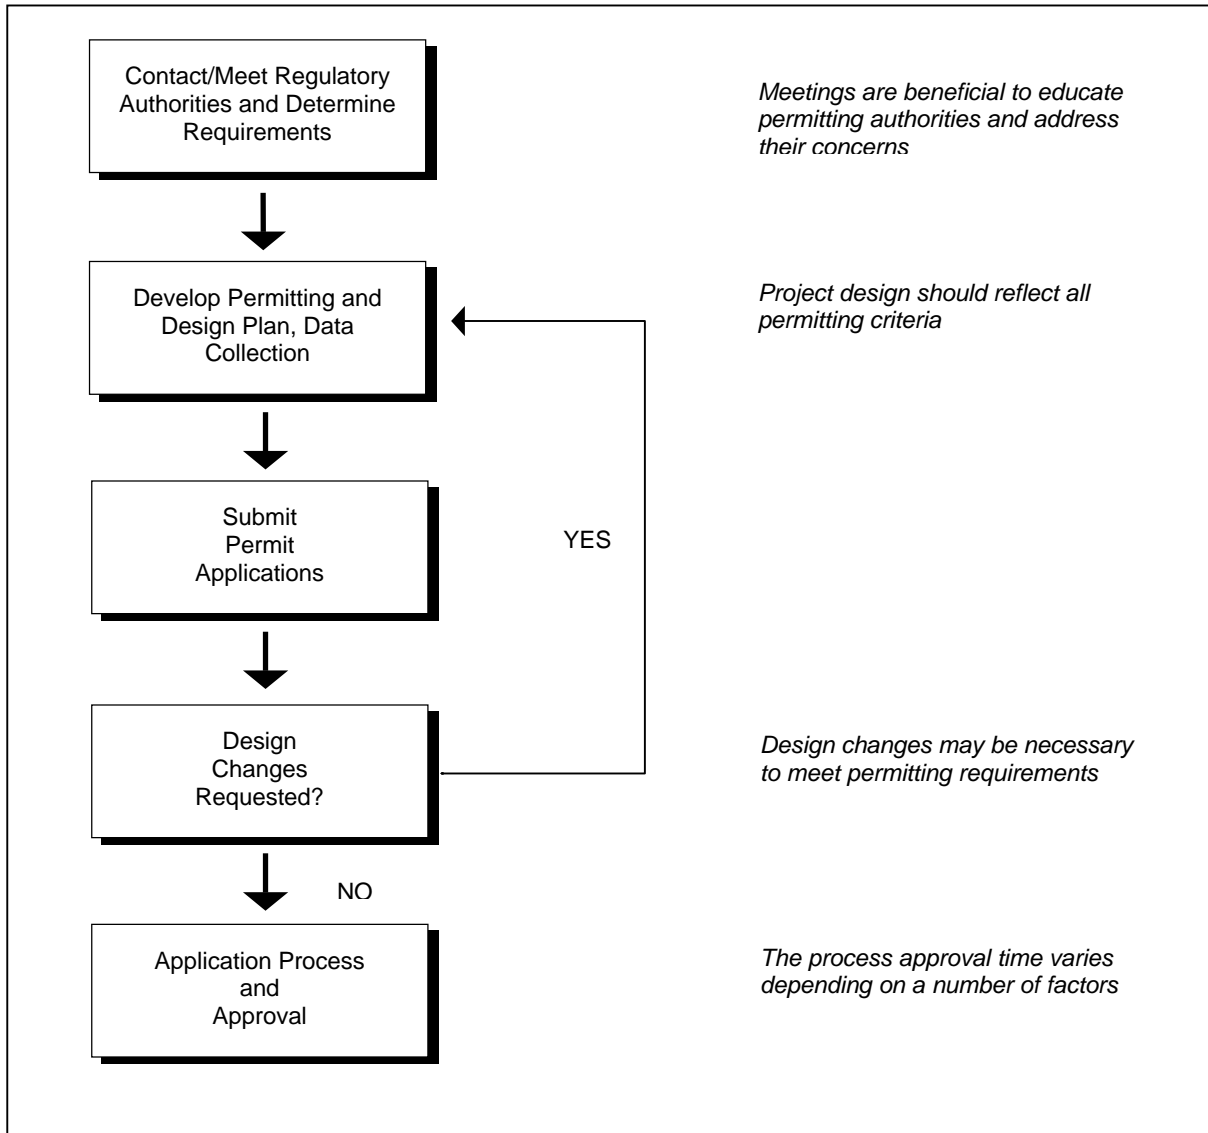 Contact/Meet Regulatory
Authorities and Determine
Requirements
Meetings are beneficial to educate
permitting authorities and address
their concerns
Develop Permitting and
Design Plan, Data
Collection
Project design should reflect all
permitting criteria
Submit
Permit
Applications
YES
Design
Changes
Requested?
Design changes may be necessary
to meet permitting requirements
NO
Application Process
and
Approval
The process approval time varies
depending on a number of factors